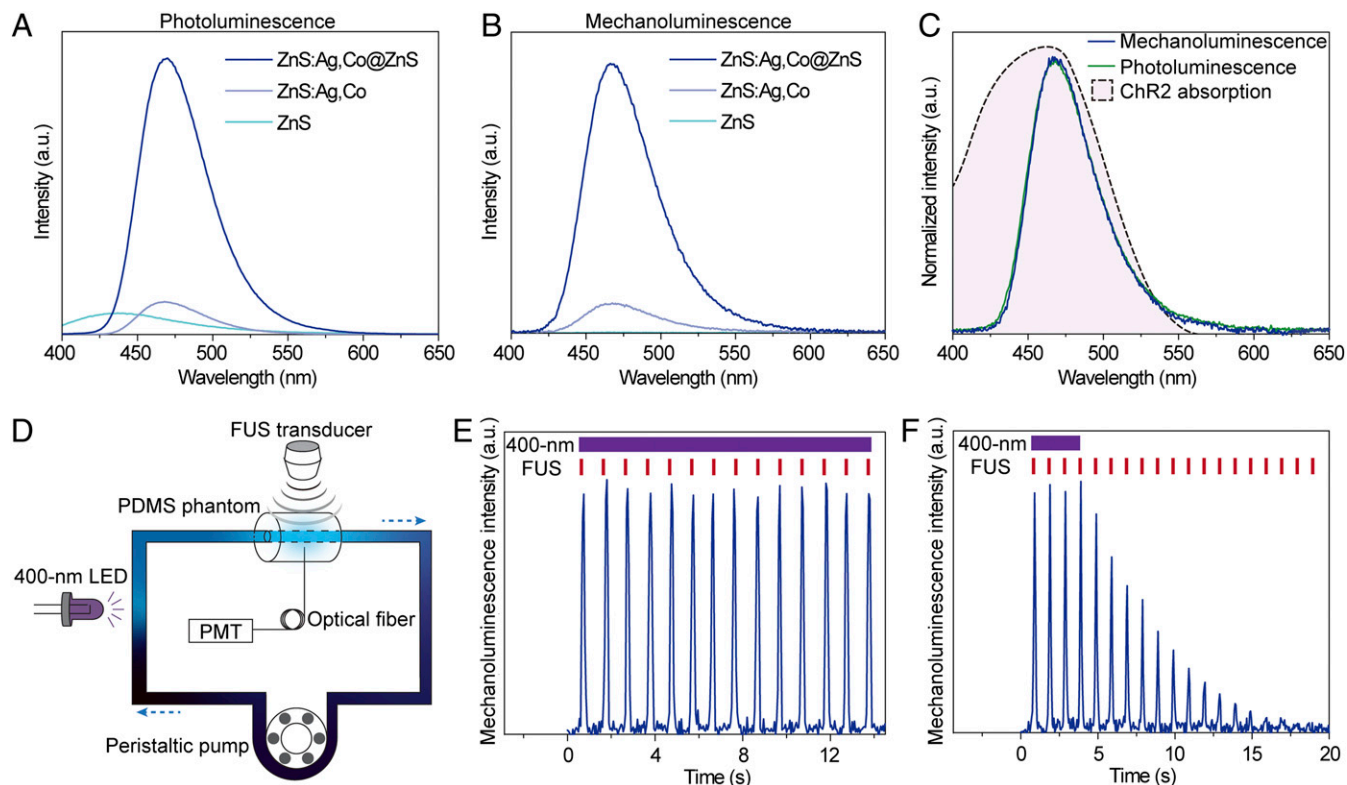 A
Photoluminescence
ZnS:Ag,Co@ZnS
ZnS:Ag,Co
ZnS
Intensity (a.u.)
400 450 500 550 600 650
Wavelength (nm)
B
Mechanoluminescence
ZnS:Ag,Co@ZnS
ZnS:Ag,Co
ZnS
Intensity (a.u.)
400 450 500 550 600 650
Wavelength (nm)
C
Mechanoluminescence
Photoluminescence
ChR2 absorption
Normalized intensity (a.u.)
400 450 500 550 600 650
Wavelength (nm)
D
FUS transducer
PDMS phantom
400-nm LED
Optical fiber
PMT
Peristaltic pump
E
400-nm
FUS
Mechanoluminescence intensity (a.u.)
0 4 8 12
Time (s)
F
400-nm
FUS
Mechanoluminescence intensity (a.u.)
0 5 10 15 20
Time (s)